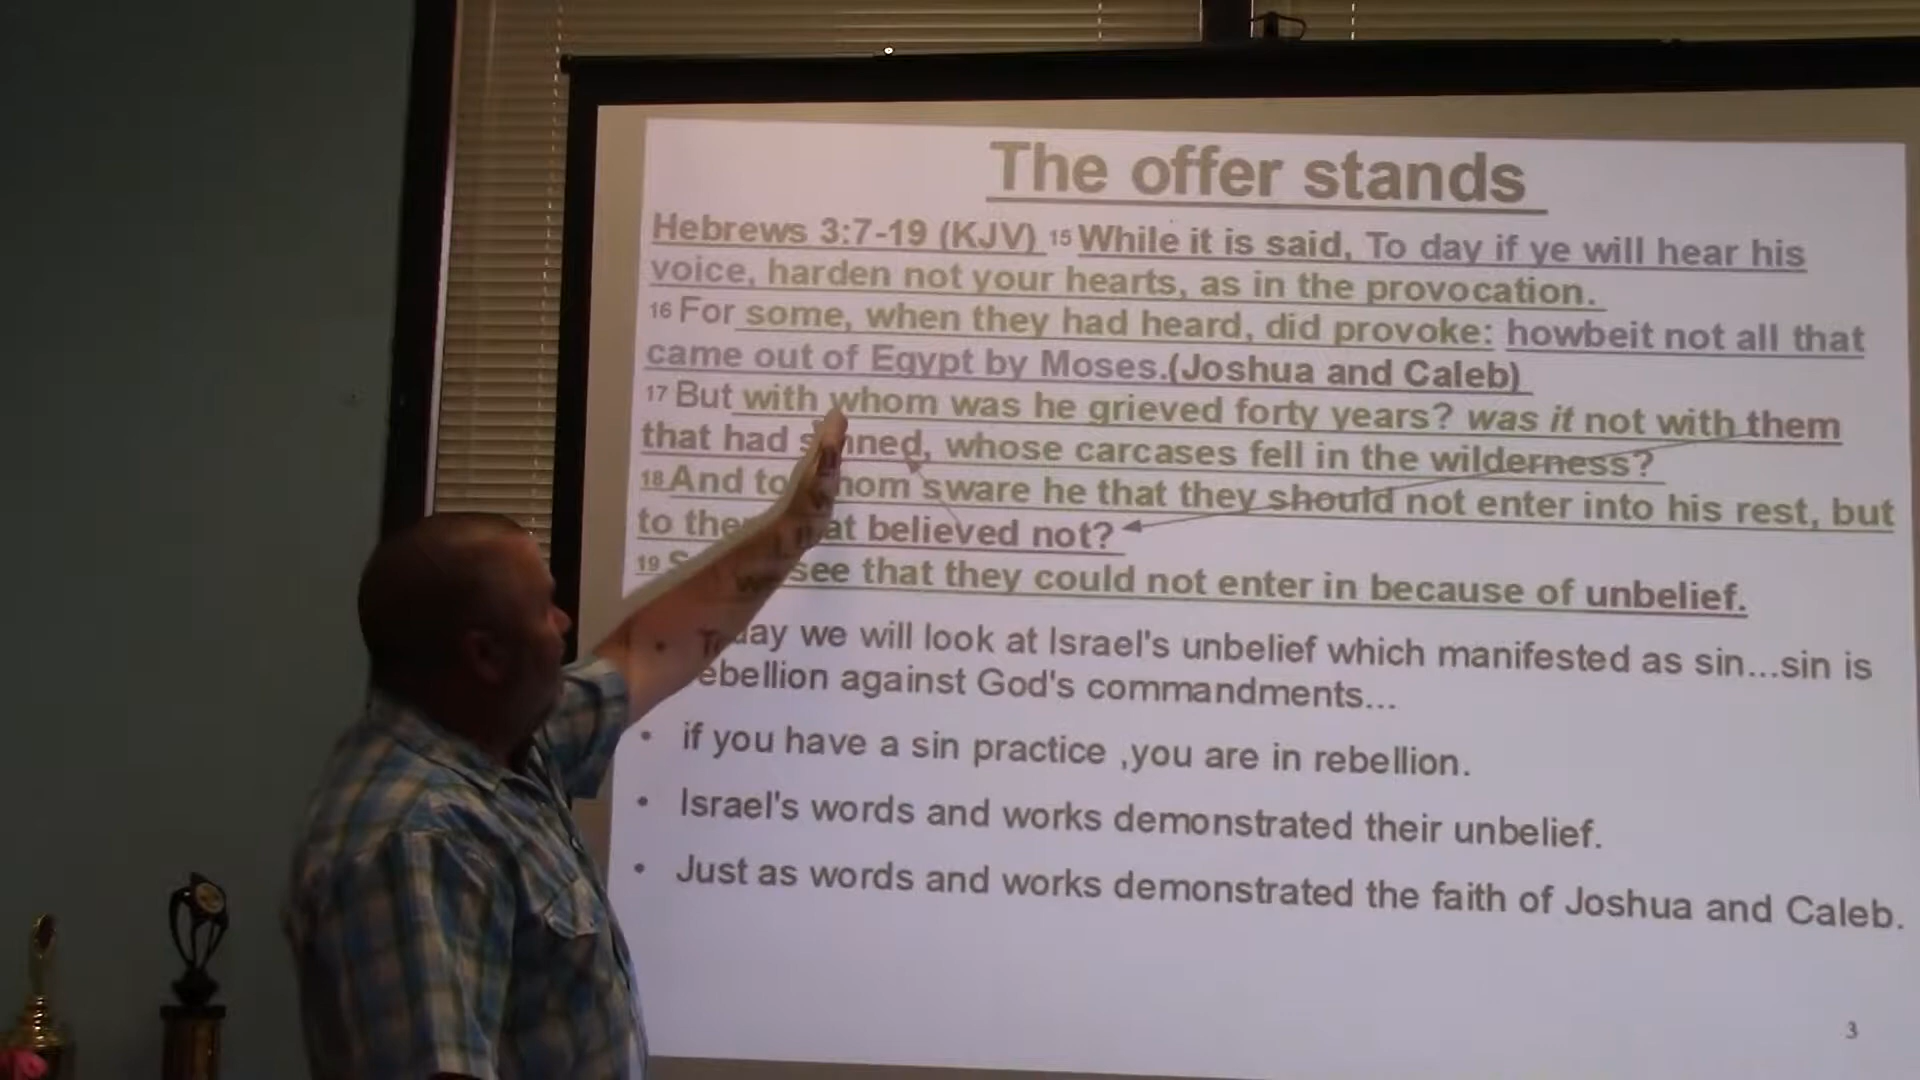 The offer stands
Hebrews 3:7-19 (KJV) 15 While it is said, To day if ye will hear his
voice, harden not your hearts, as in the provocation.
16 For some, when they had heard, did provoke: howbeit not all that
came out of Egypt by Moses.(Joshua and Caleb)
17 But with whom was he grieved forty years? was it not with them
that had sinned, whose carcases fell in the wilderness?
18 And to whom sware he that they should not enter into his rest, but
to them that believed not?
19 see that they could not enter in because of unbelief.
• Today we will look at Israel's unbelief which manifested as sin...sin is
rebellion against God's commandments...
• if you have a sin practice ,you are in rebellion.
• Israel's words and works demonstrated their unbelief.
• Just as words and works demonstrated the faith of Joshua and Caleb.
3